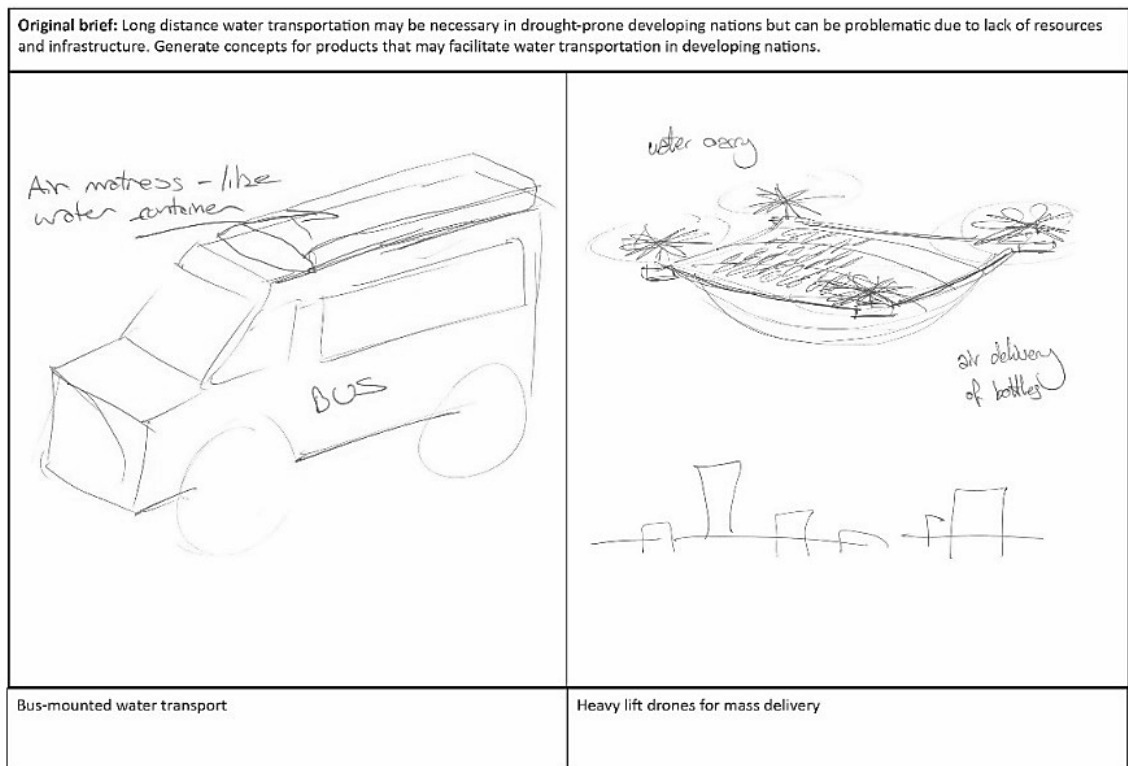 Original brief: Long distance water transportation may be necessary in drought-prone developing nations but can be problematic due to lack of resources
and infrastructure. Generate concepts for products that may facilitate water transportation in developing nations.
Air matress - like
water container
BUS
water
air delivery
of bottles
Bus-mounted water transport
Heavy lift drones for mass delivery